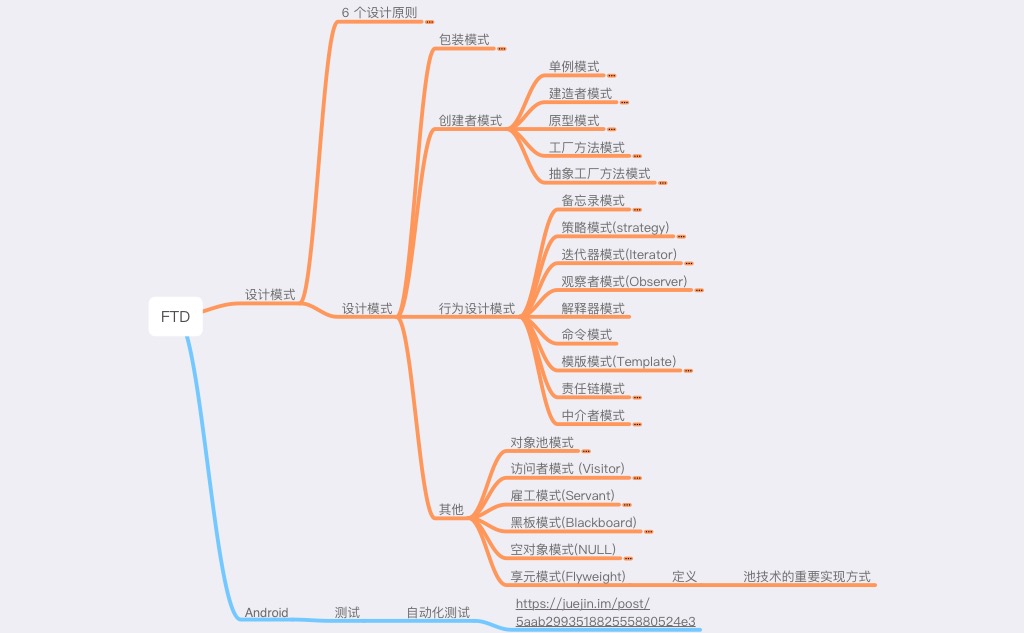 6 个设计原则
包装模式
单例模式
建造者模式
创建者模式
原型模式
工厂方法模式
抽象工厂方法模式
备忘录模式
策略模式(strategy)
迭代器模式(Iterator)
观察者模式(Observer)
设计模式
设计模式
行为设计模式
解释器模式
FTD
命令模式
模版模式(Template)
责任链模式
中介者模式
对象池模式
访问者模式 (Visitor)
雇工模式(Servant)
其他
黑板模式(Blackboard)
空对象模式(NULL)
享元模式(Flyweight)
定义
池技术的重要实现方式
Android
测试
自动化测试
https://juejin.im/post/
5aab299351882555880524e3